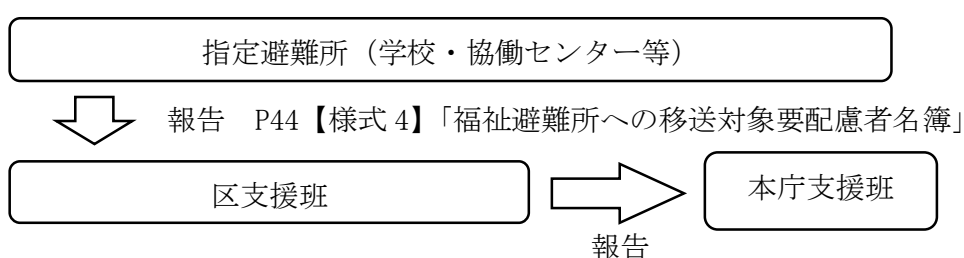 指定避難所（学校・協働センター等）
報告　P44【様式 4】「福祉避難所への移送対象要配慮者名簿」
区支援班
本庁支援班
報告